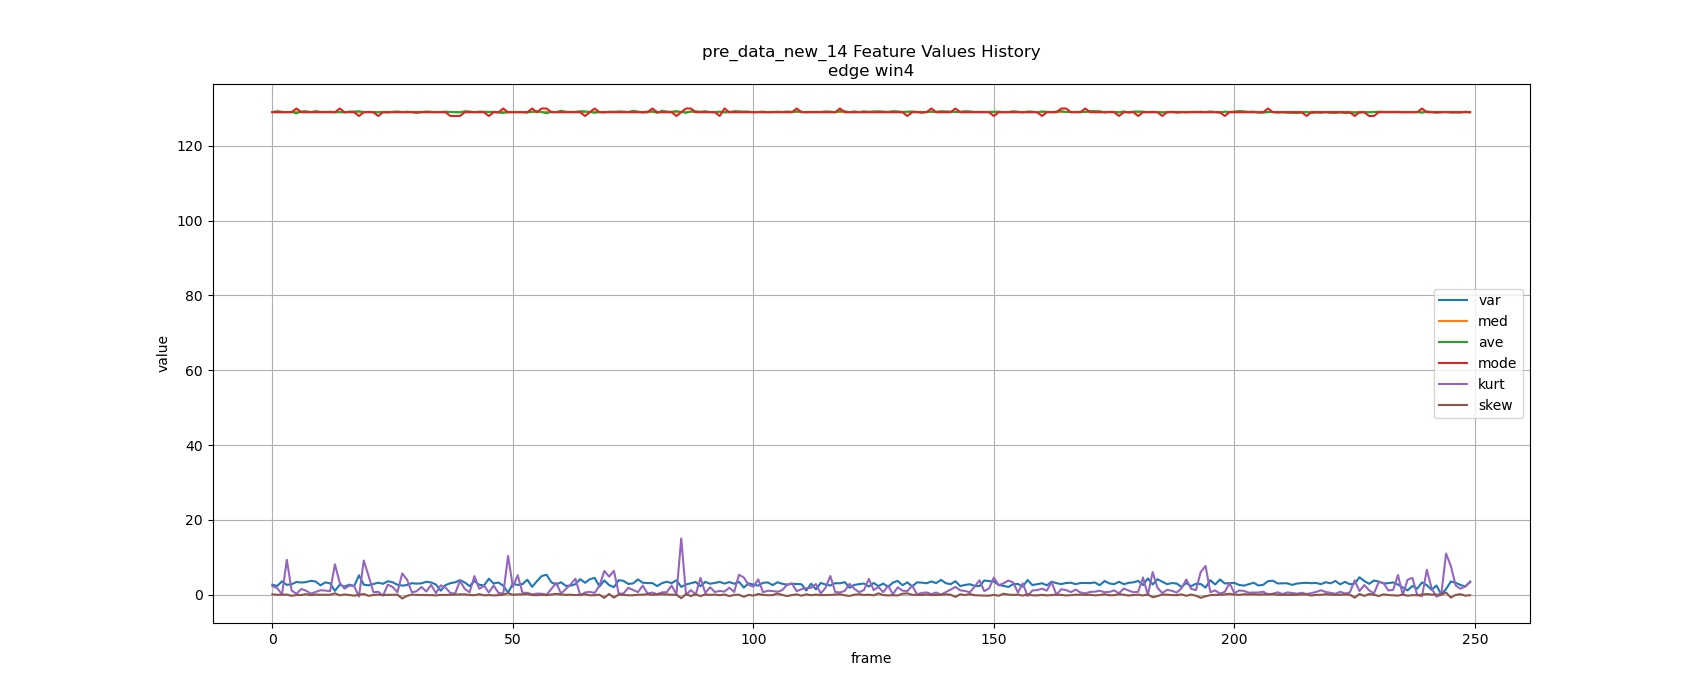 pre_data_new_14 Feature Values History
edge win4
value
120
100
80
60
40
20
0
0
50
100
150
200
250
frame
var
med
ave
mode
kurt
skew